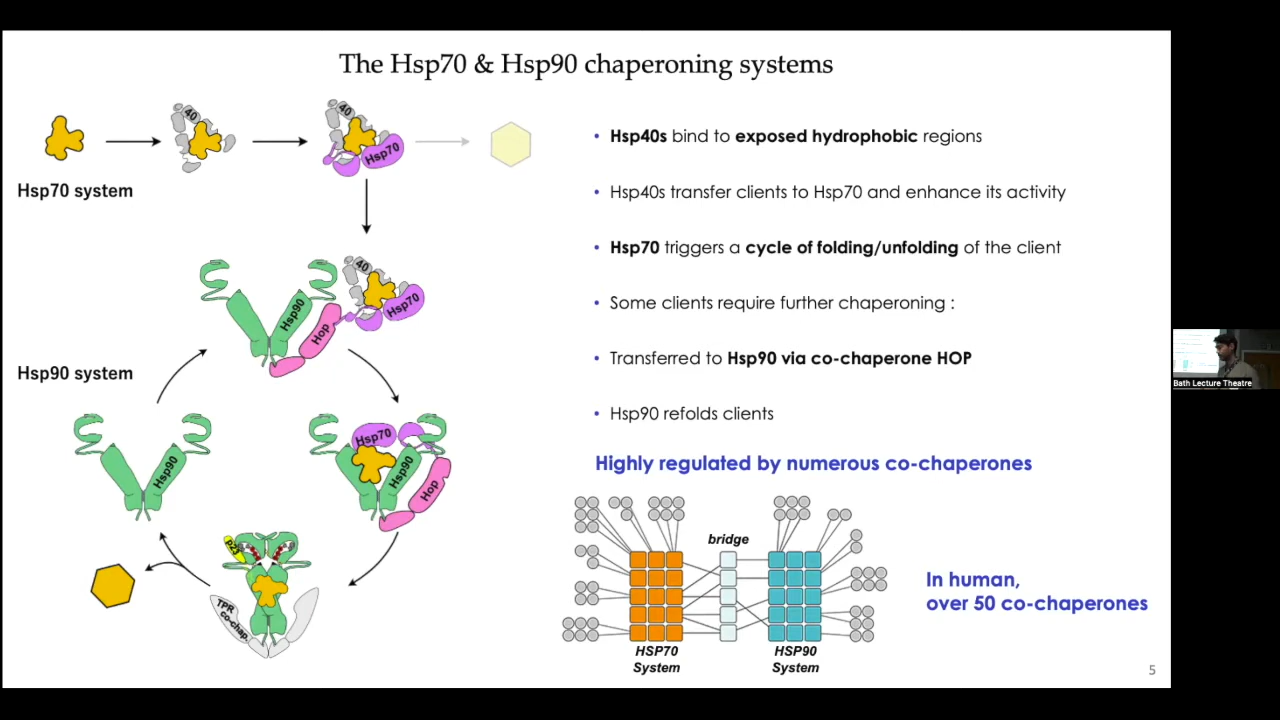 The Hsp70 & Hsp90 chaperoning systems
40
40
Hsp70
Hsp70 system
Hsp90
Hop
40
Hsp70
Hsp90 system
Hsp90
Hsp70
Hsp90
Hop
P23
TPR
co-chap.
• Hsp40s bind to exposed hydrophobic regions
• Hsp40s transfer clients to Hsp70 and enhance its activity
• Hsp70 triggers a cycle of folding/unfolding of the client
• Some clients require further chaperoning :
• Transferred to Hsp90 via co-chaperone HOP
• Hsp90 refolds clients
Highly regulated by numerous co-chaperones
bridge
HSP70
System
HSP90
System
In human,
over 50 co-chaperones
5
Bath Lecture Theatre